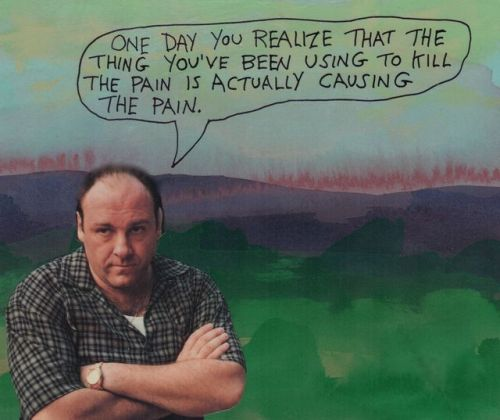 ONE DAY YOU REALIZE THAT THE
THING YOU'VE BEEN USING TO KILL
THE PAIN IS ACTUALLY CAUSING
THE PAIN.